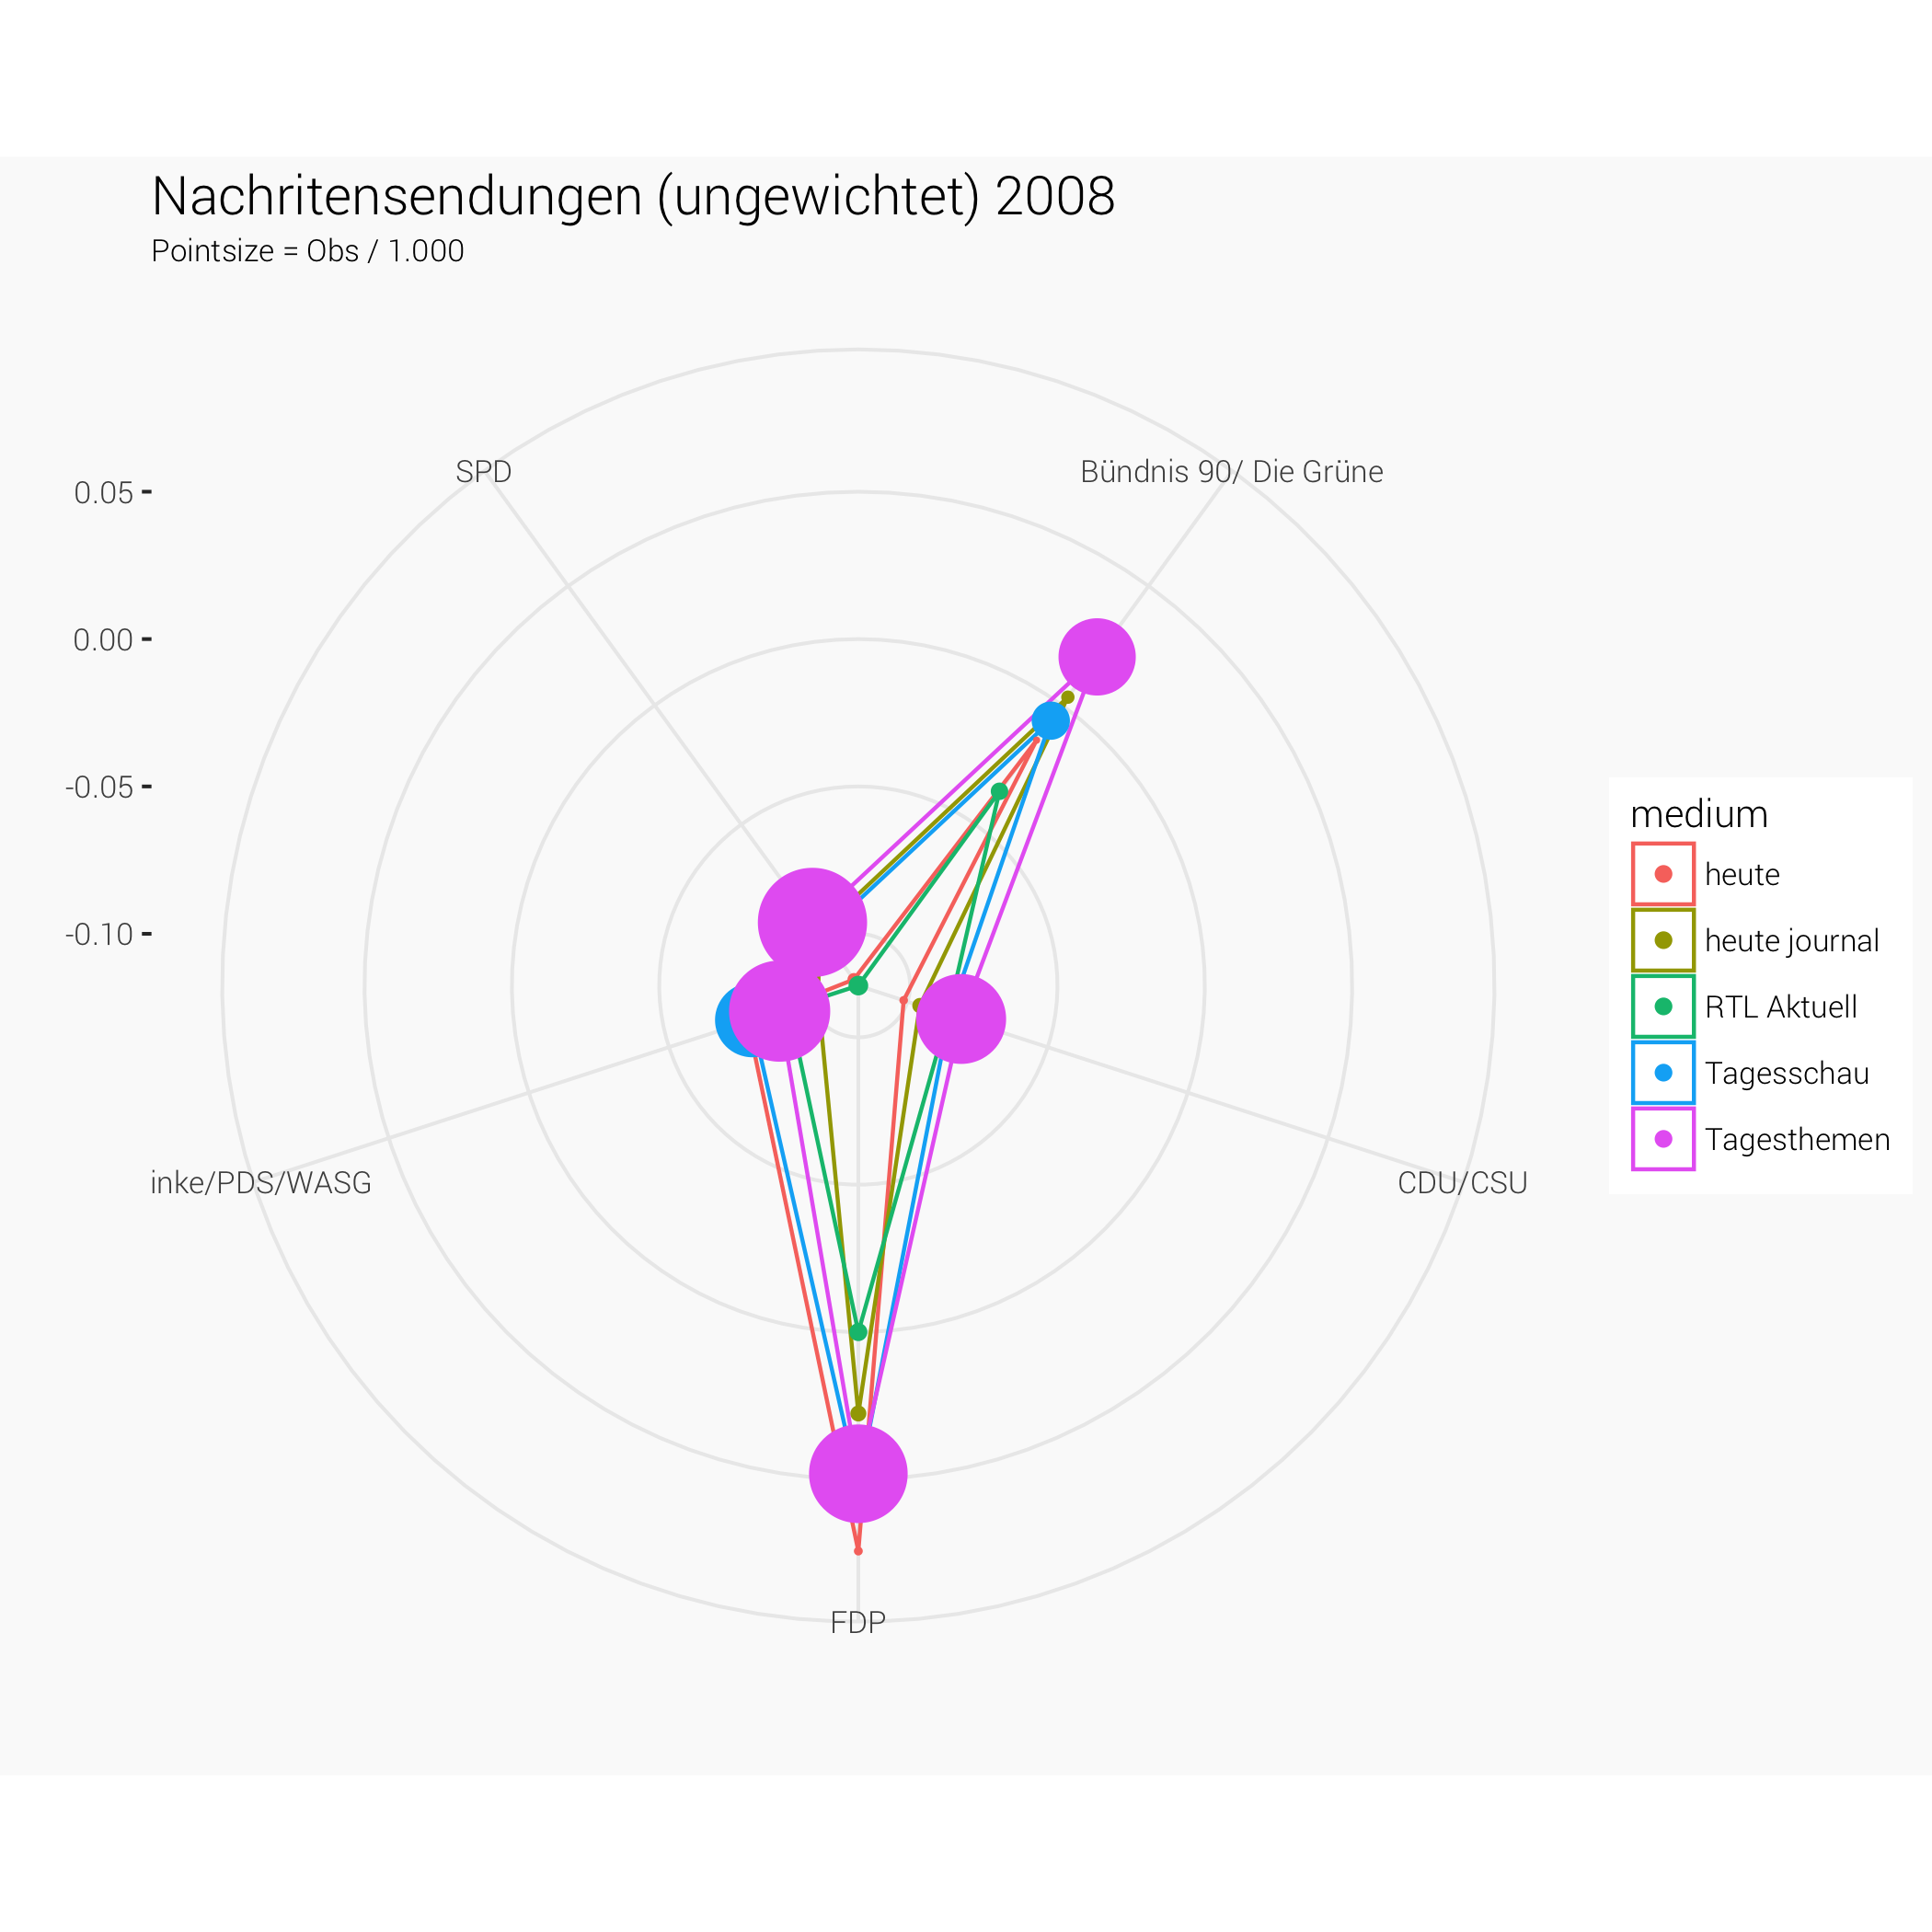 Nachritensendungen (ungewichtet) 2008
Pointsize = Obs / 1.000
SPD
Bündnis 90/ Die Grüne
0.05
0.00
-0.05
-0.10
inke/PDS/WASG
CDU/CSU
FDP
medium
heute
heute journal
RTL Aktuell
Tagesschau
Tagesthemen